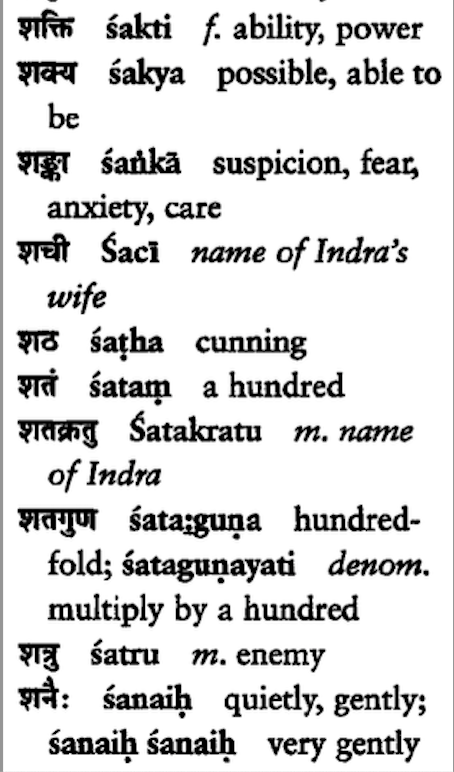 शक्ति śakti f. ability, power
शक्य śakya possible, able to
be
शङ्का śaṅkā suspicion, fear,
anxiety, care
शची Śacī name of Indra’s
wife
शठ śaṭha cunning
शतं śataṃ a hundred
शतक्रतु Śatakratu m. name
of Indra
शतगुण śata:guṇa hundred-
fold; śataguṇayati denom.
multiply by a hundred
शत्रु śatru m. enemy
शनैः śanaiḥ quietly, gently;
śanaiḥ śanaiḥ very gently